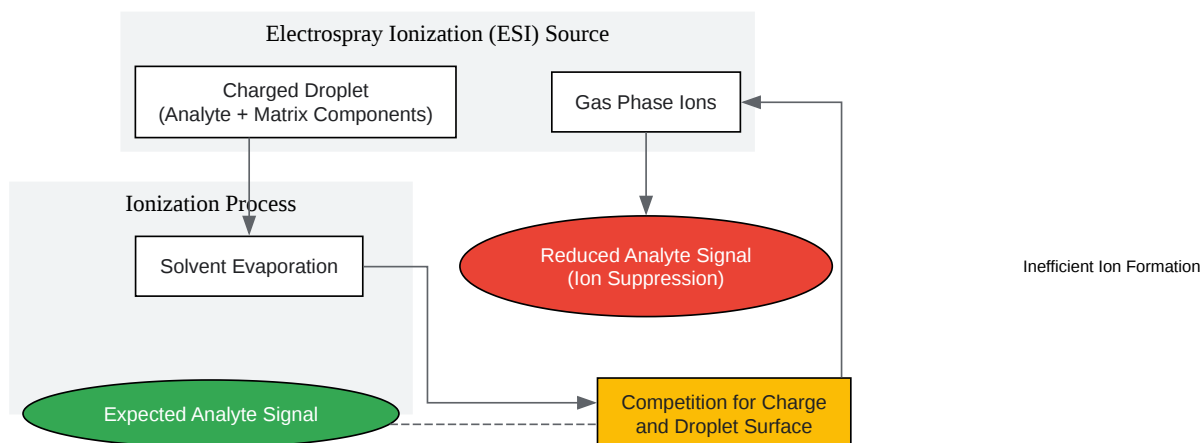 Electrospray Ionization (ESI) Source
Charged Droplet
(Analyte + Matrix Components)
Gas Phase Ions
Ionization Process
Solvent Evaporation
Reduced Analyte Signal
(Ion Suppression)
Inefficient Ion Formation
Expected Analyte Signal
Competition for Charge
and Droplet Surface